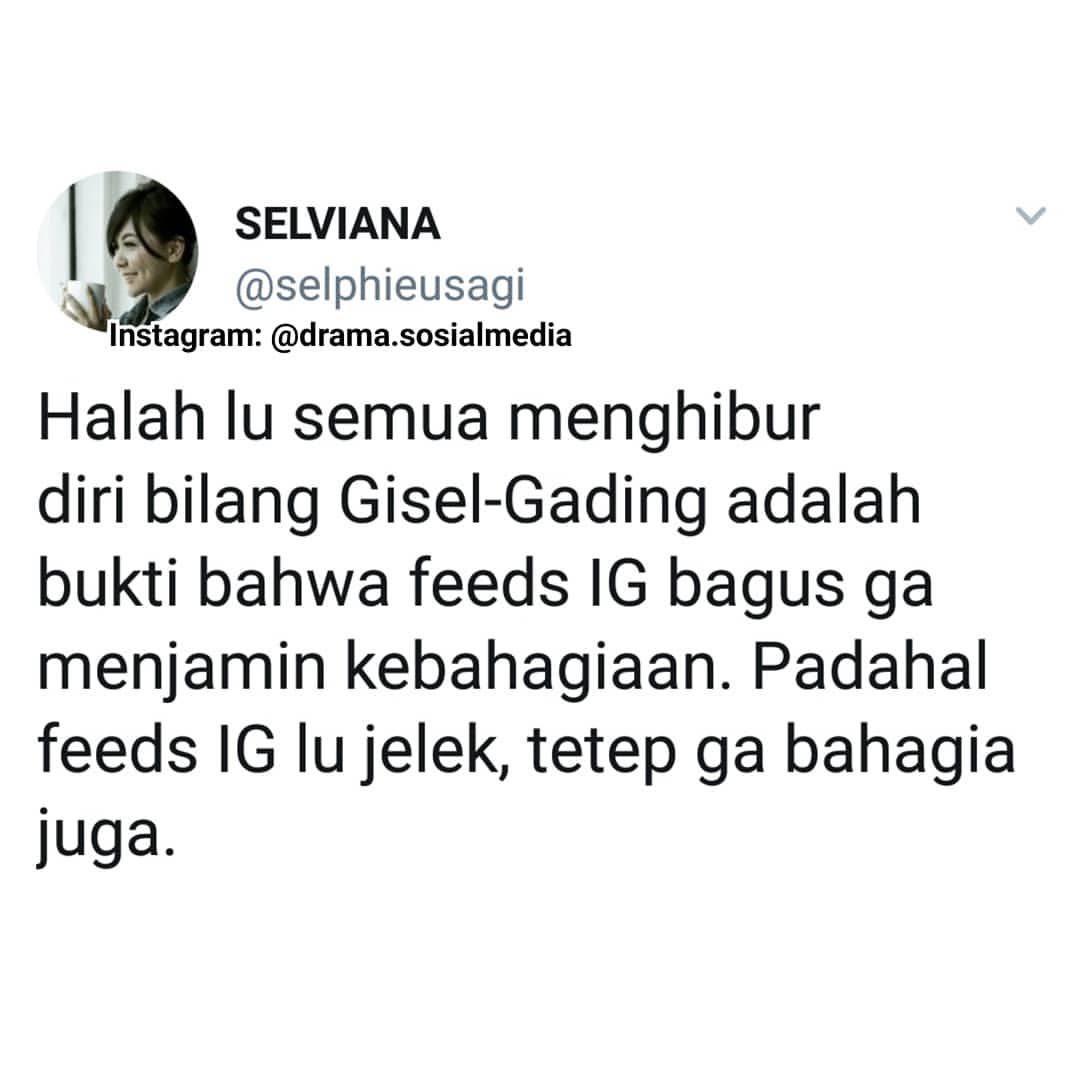 SELVIANA
@selphieusagi
Instagram: @drama.sosialmedia
Halah lu semua menghibur
diri bilang Gisel-Gading adalah
bukti bahwa feeds IG bagus ga
menjamin kebahagiaan. Padahal
feeds IG lu jelek, tetep ga bahagia
juga.